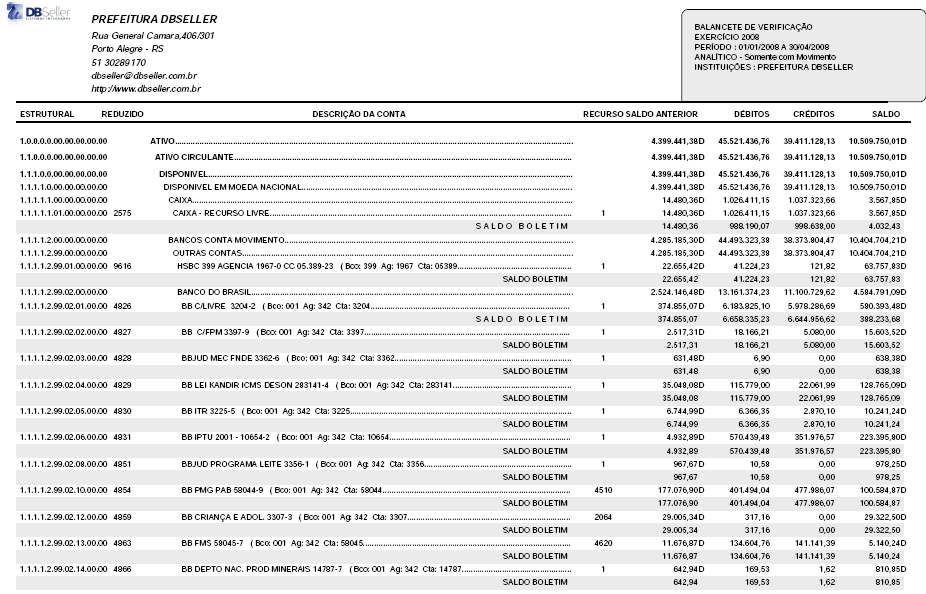 DBSeller
SISTEMAS INTEGRADOS
PREFEITURA DBSELLER
Rua General Camara,406/301
Porto Alegre - RS
51 30289170
dbseller@dbseller.com.br
http://www.dbseller.com.br
BALANCETE DE VERIFICAÇÃO
EXERCÍCIO 2008
PERÍODO : 01/01/2008 A 30/04/2008
ANALÍTICO - Somente com Movimento
INSTITUIÇÕES : PREFEITURA DBSELLER
ESTRUTURAL REDUZIDO DESCRIÇÃO DA CONTA RECURSO SALDO ANTERIOR DÉBITOS CRÉDITOS SALDO
1.0.0.0.0.00.00.00.00.00 ATIVO 4.399.441,38D 45.521.436,76 39.411.128,13 10.509.750,01D
1.1.0.0.0.00.00.00.00.00 ATIVO CIRCULANTE 4.399.441,38D 45.521.436,76 39.411.128,13 10.509.750,01D
1.1.1.0.0.00.00.00.00.00 DISPONIVEL 4.399.441,38D 45.521.436,76 39.411.128,13 10.509.750,01D
1.1.1.1.0.00.00.00.00.00 DISPONIVEL EM MOEDA NACIONAL 4.399.441,38D 45.521.436,76 39.411.128,13 10.509.750,01D
1.1.1.1.1.00.00.00.00.00 CAIXA 14.480,36D 1.026.411,15 1.037.323,66 3.567,85D
1.1.1.1.1.01.00.00.00.00 2575 CAIXA - RECURSO LIVRE 1 14.480,36D 1.026.411,15 1.037.323,66 3.567,85D
SALDO BOLETIM 14.480,36 988.190,07 998.638,00 4.032,43
1.1.1.1.2.00.00.00.00.00 BANCOS CONTA MOVIMENTO 4.285.185,30D 44.493.323,38 38.373.804,47 10.404.704,21D
1.1.1.1.2.99.00.00.00.00 OUTRAS CONTAS 4.285.185,30D 44.493.323,38 38.373.804,47 10.404.704,21D
1.1.1.1.2.99.01.00.00.00 9616 HSBC 399 AGENCIA 1967-0 CC 05.389-23 ( Bco: 399 Ag: 1967 Cta: 05389 1 22.655,42D 41.224,23 121,82 63.757,83D
SALDO BOLETIM 22.655,42 41.224,23 121,82 63.757,83
1.1.1.1.2.99.02.00.00.00 BANCO DO BRASIL 2.524.146,48D 13.161.374,23 11.100.729,62 4.584.791,09D
1.1.1.1.2.99.02.01.00.00 4826 BB C/LIVRE 3204-2 ( Bco: 001 Ag: 342 Cta: 3204 1 374.855,07D 6.183.825,10 5.978.286,69 580.393,48D
SALDO BOLETIM 374.855,07 6.658.335,23 6.644.956,62 388.233,68
1.1.1.1.2.99.02.02.00.00 4827 BB C/FPM 3397-9 ( Bco: 001 Ag: 342 Cta: 3397 1 2.517,31D 18.166,21 5.080,00 15.603,52D
SALDO BOLETIM 2.517,31 18.166,21 5.080,00 15.603,52
1.1.1.1.2.99.02.03.00.00 4828 BBJUD MEC FNDE 3362-6 ( Bco: 001 Ag: 342 Cta: 3362 1 631,48D 6,90 0,00 638,38D
SALDO BOLETIM 631,48 6,90 0,00 638,38
1.1.1.1.2.99.02.04.00.00 4829 BB LEI KANDIR ICMS DESON 283141-4 ( Bco: 001 Ag: 342 Cta: 283141 1 35.048,08D 115.779,00 22.061,99 128.765,09D
SALDO BOLETIM 35.048,08 115.779,00 22.061,99 128.765,09
1.1.1.1.2.99.02.05.00.00 4830 BB ITR 3225-5 ( Bco: 001 Ag: 342 Cta: 3225 1 6.744,99D 6.366,35 2.870,10 10.241,24D
SALDO BOLETIM 6.744,99 6.366,35 2.870,10 10.241,24
1.1.1.1.2.99.02.06.00.00 4831 BB IPTU 2001 - 10654-2 ( Bco: 001 Ag: 342 Cta: 10654 1 4.932,89D 570.439,48 351.976,57 223.395,80D
SALDO BOLETIM 4.932,89 570.439,48 351.976,57 223.395,80
1.1.1.1.2.99.02.08.00.00 4851 BBJUD PROGRAMA LEITE 3356-1 ( Bco: 001 Ag: 342 Cta: 3356 1 967,67D 10,58 0,00 978,25D
SALDO BOLETIM 967,67 10,58 0,00 978,25
1.1.1.1.2.99.02.10.00.00 4854 BB PMG PAB 58044-9 ( Bco: 001 Ag: 342 Cta: 58044 4510 177.076,90D 401.494,04 477.986,07 100.584,87D
SALDO BOLETIM 177.076,90 401.494,04 477.986,07 100.584,87
1.1.1.1.2.99.02.12.00.00 4859 BB CRIANÇA E ADOL. 3307-3 ( Bco: 001 Ag: 342 Cta: 3307 2064 29.005,34D 317,16 0,00 29.322,50D
SALDO BOLETIM 29.005,34 317,16 0,00 29.322,50
1.1.1.1.2.99.02.13.00.00 4863 BB FMS 58045-7 ( Bco: 001 Ag: 342 Cta: 58045 4620 11.676,87D 134.604,76 141.141,39 5.140,24D
SALDO BOLETIM 11.676,87 134.604,76 141.141,39 5.140,24
1.1.1.1.2.99.02.14.00.00 4866 BB DEPTO NAC. PROD MINERAIS 14787-7 ( Bco: 001 Ag: 342 Cta: 14787 1 642,94D 169,53 1,62 810,85D
SALDO BOLETIM 642,94 169,53 1,62 810,85